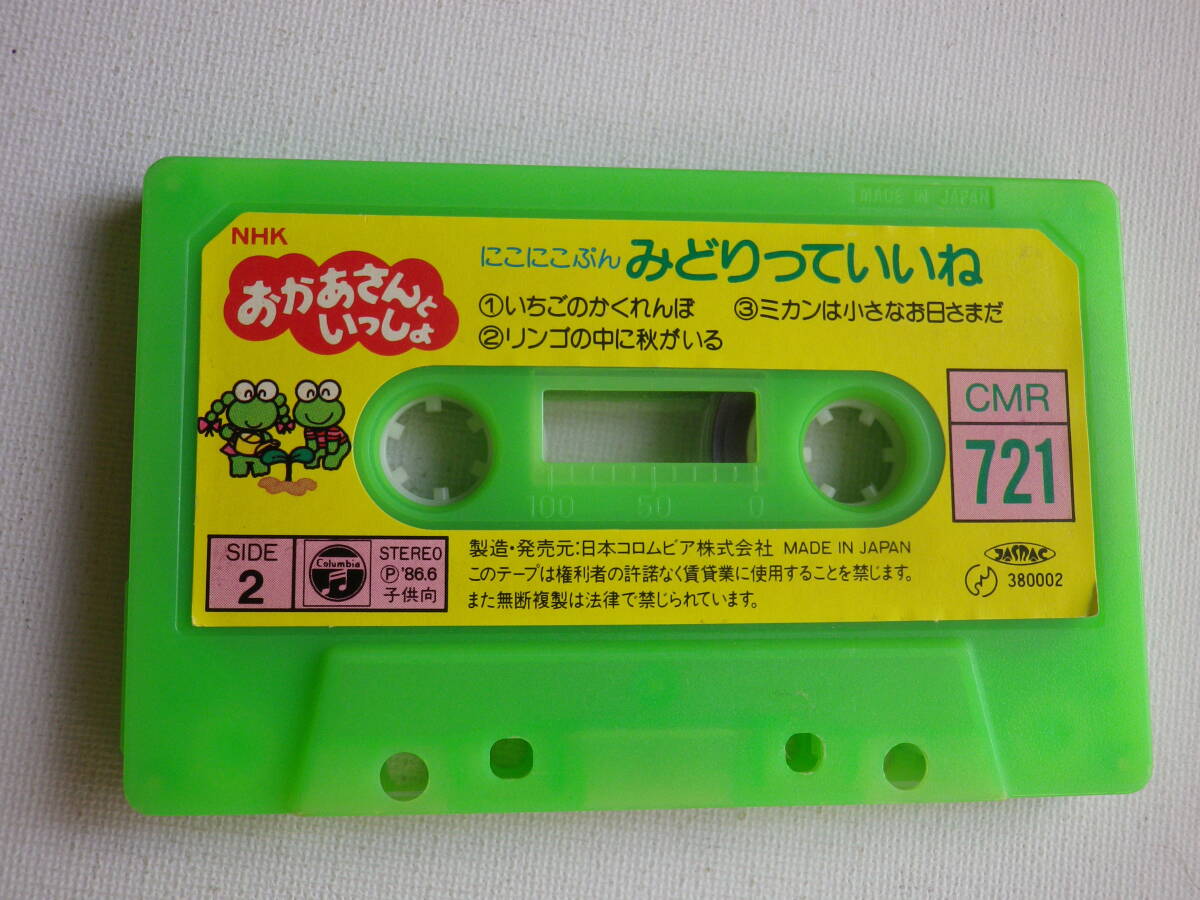 MADE IN JAPAN
NHK
おかあさんと
いっしょ
にこにこぷん みどりっていいね
①いちごのかくれんぼ ③ミカンは小さなお日さまだ
②リンゴの中に秋がいる
CMR
721
100 50 0
SIDE
2
Columbia
STEREO
Ⓟ'86.6
子供向
製造・発売元:日本コロムビア株式会社 MADE IN JAPAN
このテープは権利者の許諾なく賃貸業に使用することを禁じます。
また無断複製は法律で禁じられています。
JASRAC
380002